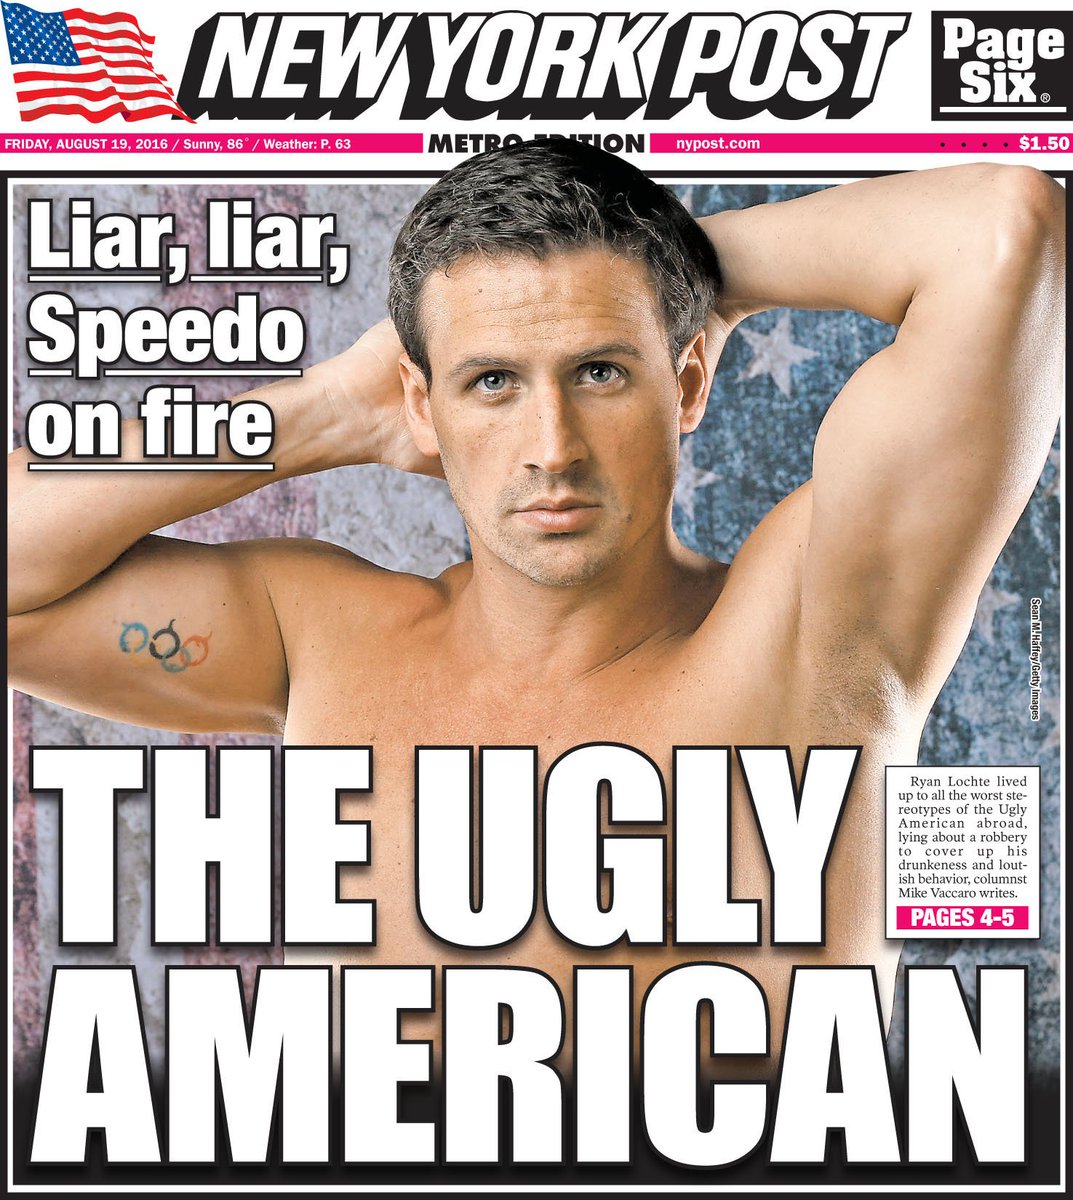 NEW YORK POST
Page
Six®
FRIDAY, AUGUST 19, 2016 / Sunny, 86° / Weather: P. 63
METRO EDITION
nypost.com
$1.50
Liar, liar,
Speedo
on fire
Sean M. Haffey/Getty Images
THE UGLY
AMERICAN
Ryan Lochte lived
up to all the worst ste-
reotypes of the Ugly
American abroad,
lying about a robbery
to cover up his
drunkeness and lout-
ish behavior, columnst
Mike Vaccaro writes.
PAGES 4-5